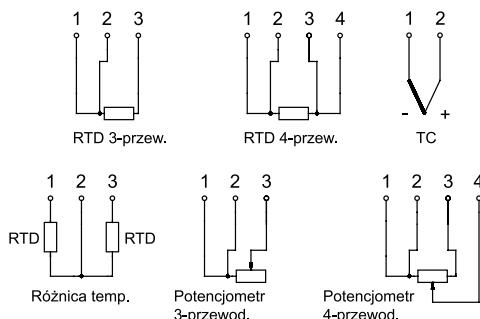 1 2 3
RTD 3-przew.
1 2 3 4
RTD 4-przew.
1 2
- +
TC
1 2 3
RTD RTD
Różnica temp.
1 2 3
Potencjometr
3-przewod.
1 2 3 4
Potencjometr
4-przewod.